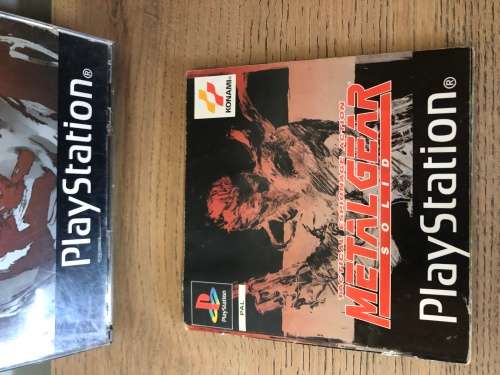 PlayStation®
KONAMI®
TACTICAL ESPIONAGE ACTION
METAL GEAR
SOLID
PlayStation
PAL
PlayStation®